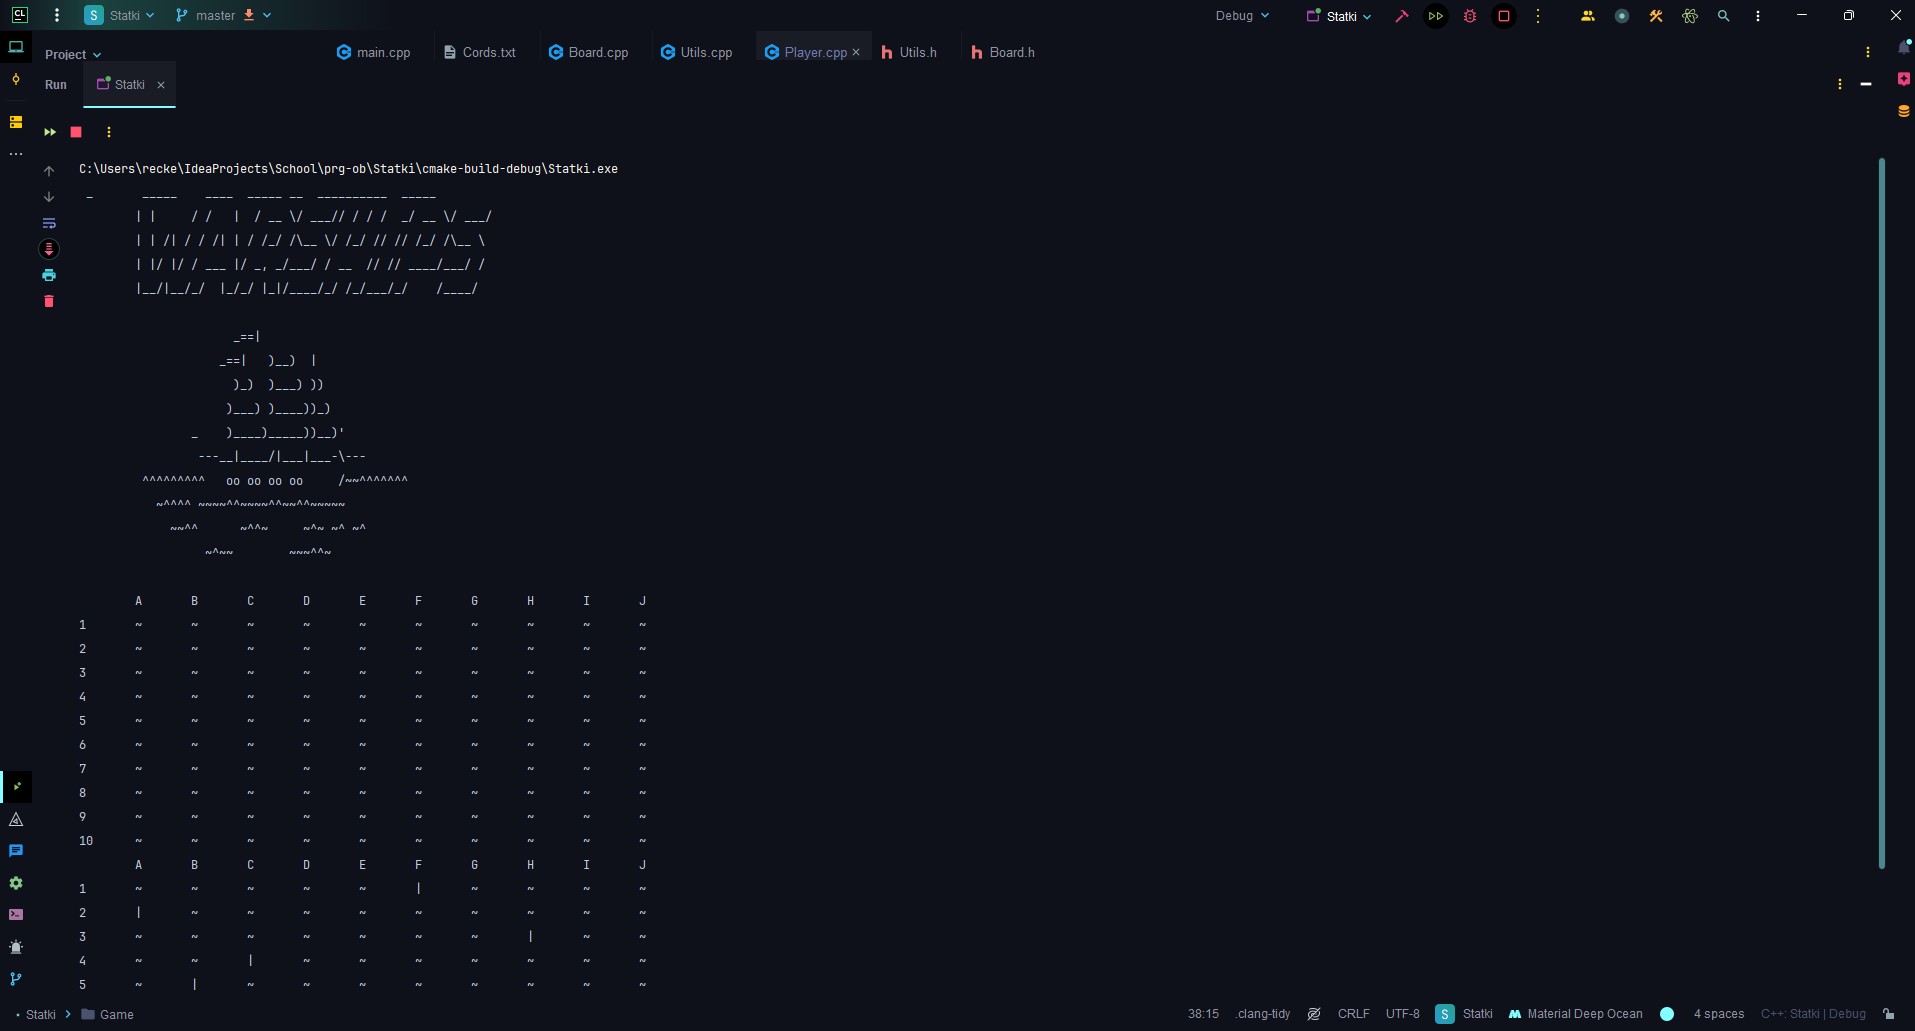 CL S Statki master Debug Statki
Project main.cpp Cords.txt Board.cpp Utils.cpp Player.cpp Utils.h Board.h
Run Statki
C:\Users\recke\IdeaProjects\School\prg-ob\Statki\cmake-build-debug\Statki.exe
 _       _____    ____  _____ __  __________  _____
        | |     / /   |  / __ \/ ___// / / /  _/ __ \/ ___/
        | | /| / / /| | / /_/ /\__ \/ /_/ // // /_/ /\__ \
        | |/ |/ / ___ |/ _, _/___/ / __  // // ____/___/ /
        |__/|__/_/  |_/_/ |_|/____/_/ /_/___/_/    /____/
                      _==|
                    _==|   )__)  |
                      )_)  )___) ))
                     )___) )____))_)
                _    )____)_____))__)'
                 ---__|____/|___|___-\---
         ^^^^^^^^^   oo oo oo oo     /~~^^^^^^^
           ~^^^^ ~~~~^^~~~~^^~~^^~~~~~
             ~~^^      ~^^~     ~^~ ~^ ~^
                  ~^~~        ~~~^^~
A B C D E F G H I J
1 ~ ~ ~ ~ ~ ~ ~ ~ ~ ~
2 ~ ~ ~ ~ ~ ~ ~ ~ ~ ~
3 ~ ~ ~ ~ ~ ~ ~ ~ ~ ~
4 ~ ~ ~ ~ ~ ~ ~ ~ ~ ~
5 ~ ~ ~ ~ ~ ~ ~ ~ ~ ~
6 ~ ~ ~ ~ ~ ~ ~ ~ ~ ~
7 ~ ~ ~ ~ ~ ~ ~ ~ ~ ~
8 ~ ~ ~ ~ ~ ~ ~ ~ ~ ~
9 ~ ~ ~ ~ ~ ~ ~ ~ ~ ~
10 ~ ~ ~ ~ ~ ~ ~ ~ ~ ~
A B C D E F G H I J
1 ~ ~ ~ ~ ~ | ~ ~ ~ ~
2 | ~ ~ ~ ~ ~ ~ ~ ~ ~
3 ~ ~ ~ ~ ~ ~ ~ | ~ ~
4 ~ ~ | ~ ~ ~ ~ ~ ~ ~
5 ~ | ~ ~ ~ ~ ~ ~ ~ ~
Statki Game 38:15 .clang-tidy CRLF UTF-8 S Statki Material Deep Ocean 4 spaces C++: Statki | Debug